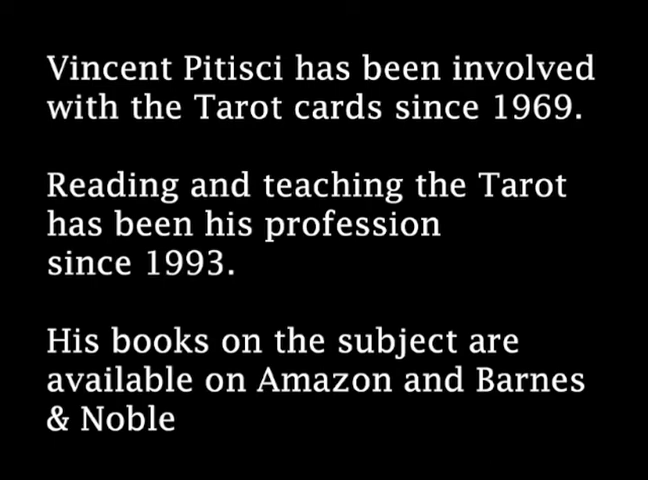 Vincent Pitisci has been involved
with the Tarot cards since 1969.
Reading and teaching the Tarot
has been his profession
since 1993.
His books on the subject are
available on Amazon and Barnes
& Noble